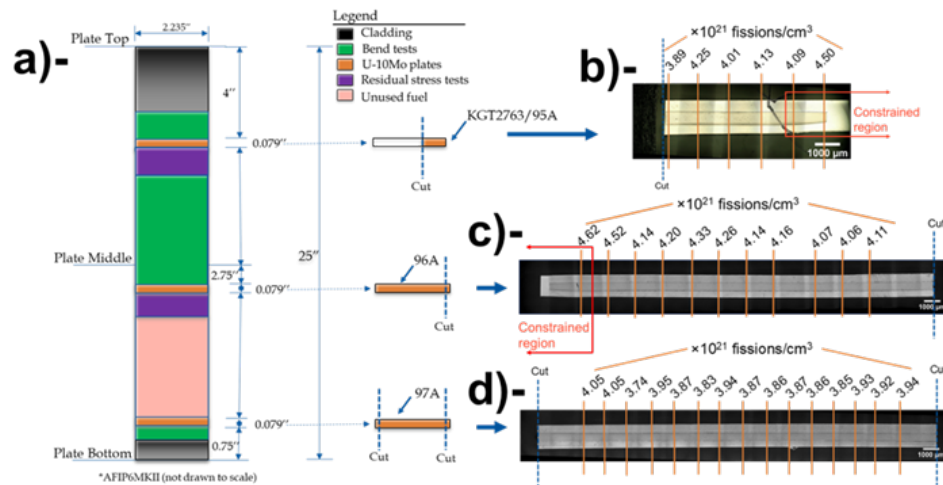 a)-
2.235"
Plate Top
4"
Plate Middle
2.75"
0.75"
Plate Bottom
*AFIP6MKII (not drawn to scale)
Legend
Cladding
Bend tests
U-10Mo plates
Residual stress tests
Unused fuel
0.079"
0.079"
0.079"
25"
KGT2763/95A
Cut
96A
Cut
97A
Cut
Cut
b)-
×10²¹ fissions/cm³
3.89
4.25
4.01
4.13
4.09
4.50
Constrained
region
1000 µm
Cut
c)-
×10²¹ fissions/cm³
4.62
4.52
4.14
4.20
4.33
4.26
4.14
4.16
4.07
4.06
4.11
Cut
Constrained
region
1000 µm
d)-
×10²¹ fissions/cm³
Cut
4.05
4.05
3.74
3.95
3.87
3.83
3.94
3.87
3.86
3.87
3.86
3.85
3.93
3.92
3.94
Cut
1000 µm